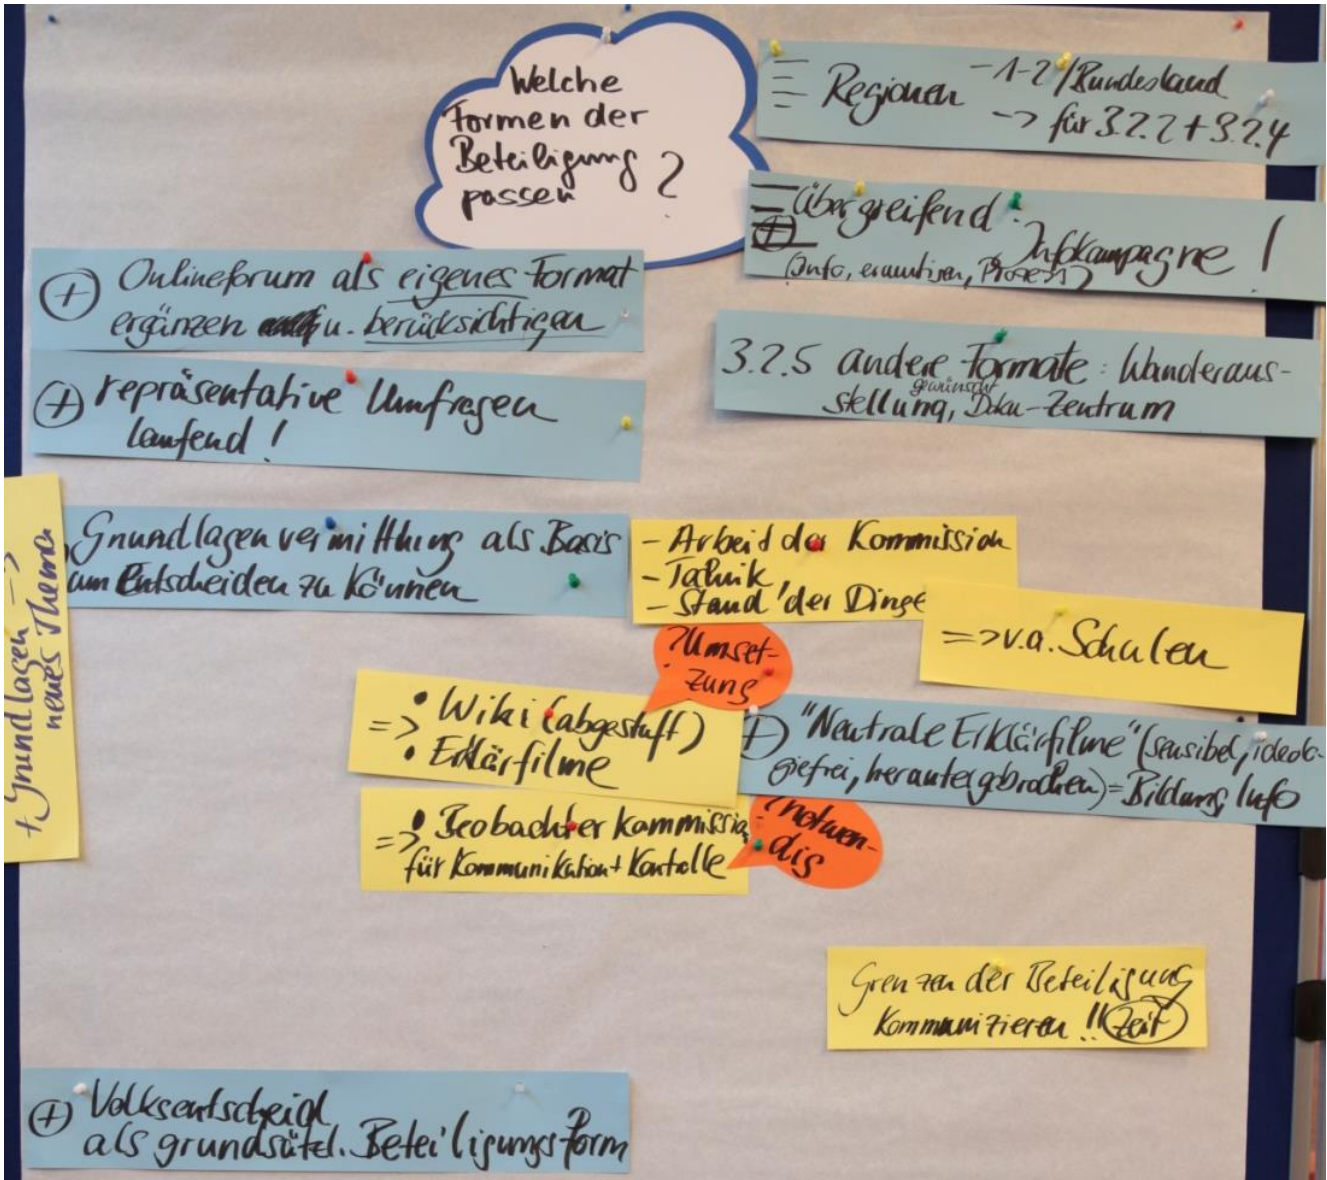 Welche
Formen der
Beteiligung
passen ?
Regionen - 1-2 / Bundesland
-> für 3.2.2 + 3.2.4
Übergreifend:
Infokampagne !
(Info, ermutigen, Prozess)
+ Onlineforum als eigenes Format
ergänzen u. berücksichtigen
3.2.5 andere Formate: Wanderaus-
gewünscht
stellung, Doku-Zentrum
+ repräsentative Umfragen
laufend !
+ Grundlagen ->
neues Thema
Grundlagenvermittlung als Basis
um Entscheiden zu können
- Arbeit der Kommission
- Technik,
- Stand der Dinge
=> v.a. Schulen
? Umset-
zung
=> • Wiki (abgestuft)
• Erklärfilme
+ "Neutrale Erklärfilme" (sensibel, ideolo-
giefrei, heruntergebrochen) = Bildung, Info
=> • Beobachterkommissio
für Kommunikation + Kontrolle
? notwen-
dig
Grenzen der Beteiligung
kommunizieren !! Zeit
+ Volksentscheid
als grundsätzl. Beteiligungsform